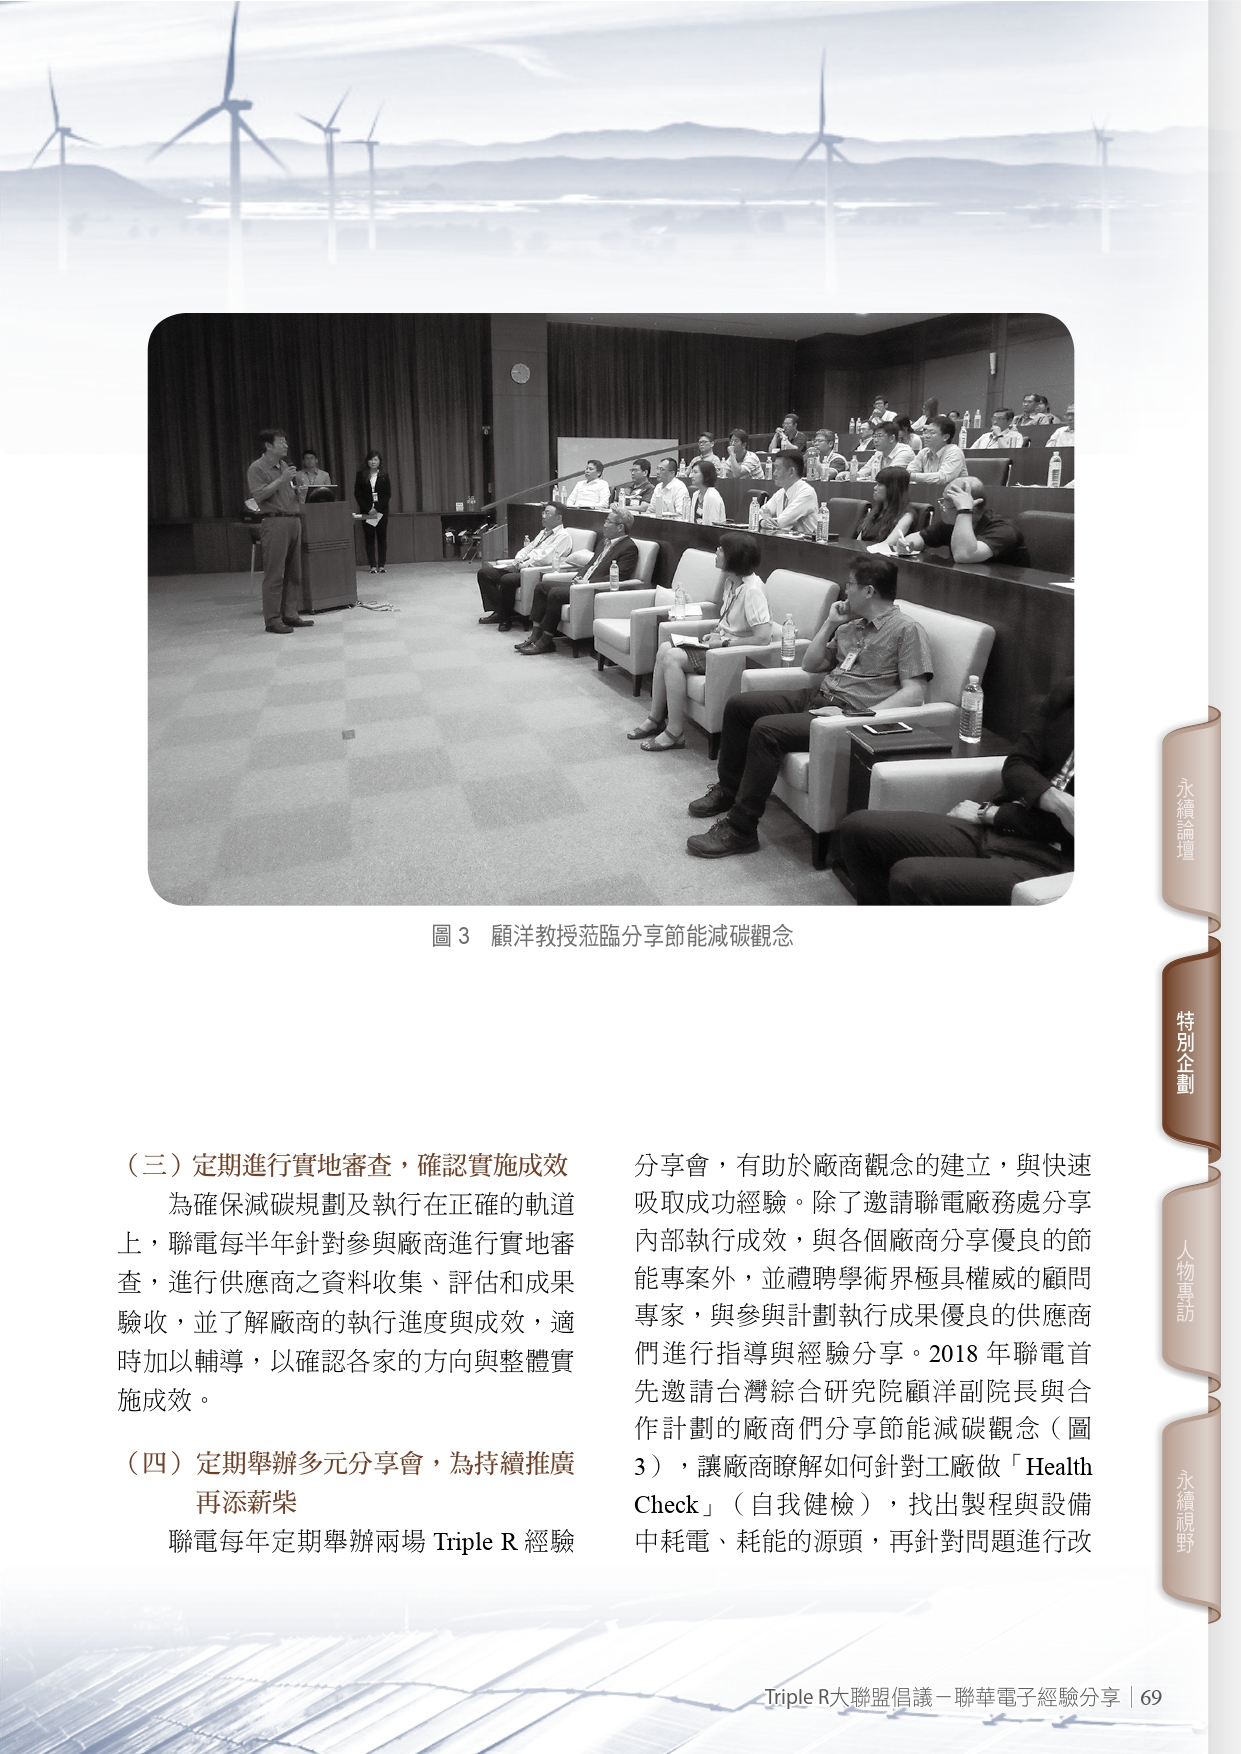 圖 3　顧洋教授蒞臨分享節能減碳觀念
（三）定期進行實地審查，確認實施成效
為確保減碳規劃及執行在正確的軌道
上，聯電每半年針對參與廠商進行實地審
查，進行供應商之資料收集、評估和成果
驗收，並了解廠商的執行進度與成效，適
時加以輔導，以確認各家的方向與整體實
施成效。
（四）定期舉辦多元分享會，為持續推廣
再添薪柴
聯電每年定期舉辦兩場 Triple R 經驗
分享會，有助於廠商觀念的建立，與快速
吸取成功經驗。除了邀請聯電廠務處分享
內部執行成效，與各個廠商分享優良的節
能專案外，並禮聘學術界極具權威的顧問
專家，與參與計劃執行成果優良的供應商
們進行指導與經驗分享。2018 年聯電首
先邀請台灣綜合研究院顧洋副院長與合
作計劃的廠商們分享節能減碳觀念（圖
3），讓廠商瞭解如何針對工廠做「Health
Check」（自我健檢），找出製程與設備
中耗電、耗能的源頭，再針對問題進行改
永續論壇
特別企劃
人物專訪
永續視野
Triple R大聯盟倡議－聯華電子經驗分享｜69